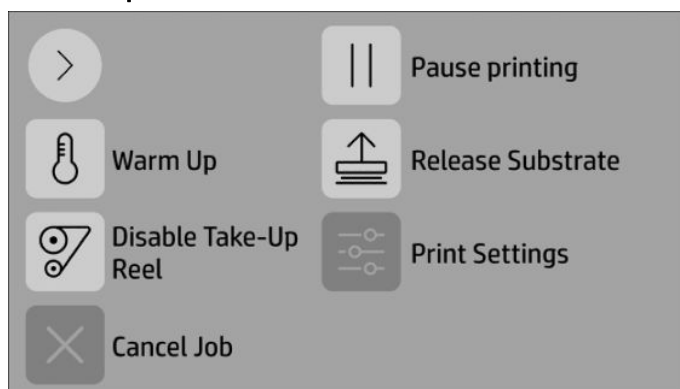 Pause printing
Warm Up
Release Substrate
Disable Take-Up
Reel
Print Settings
Cancel Job